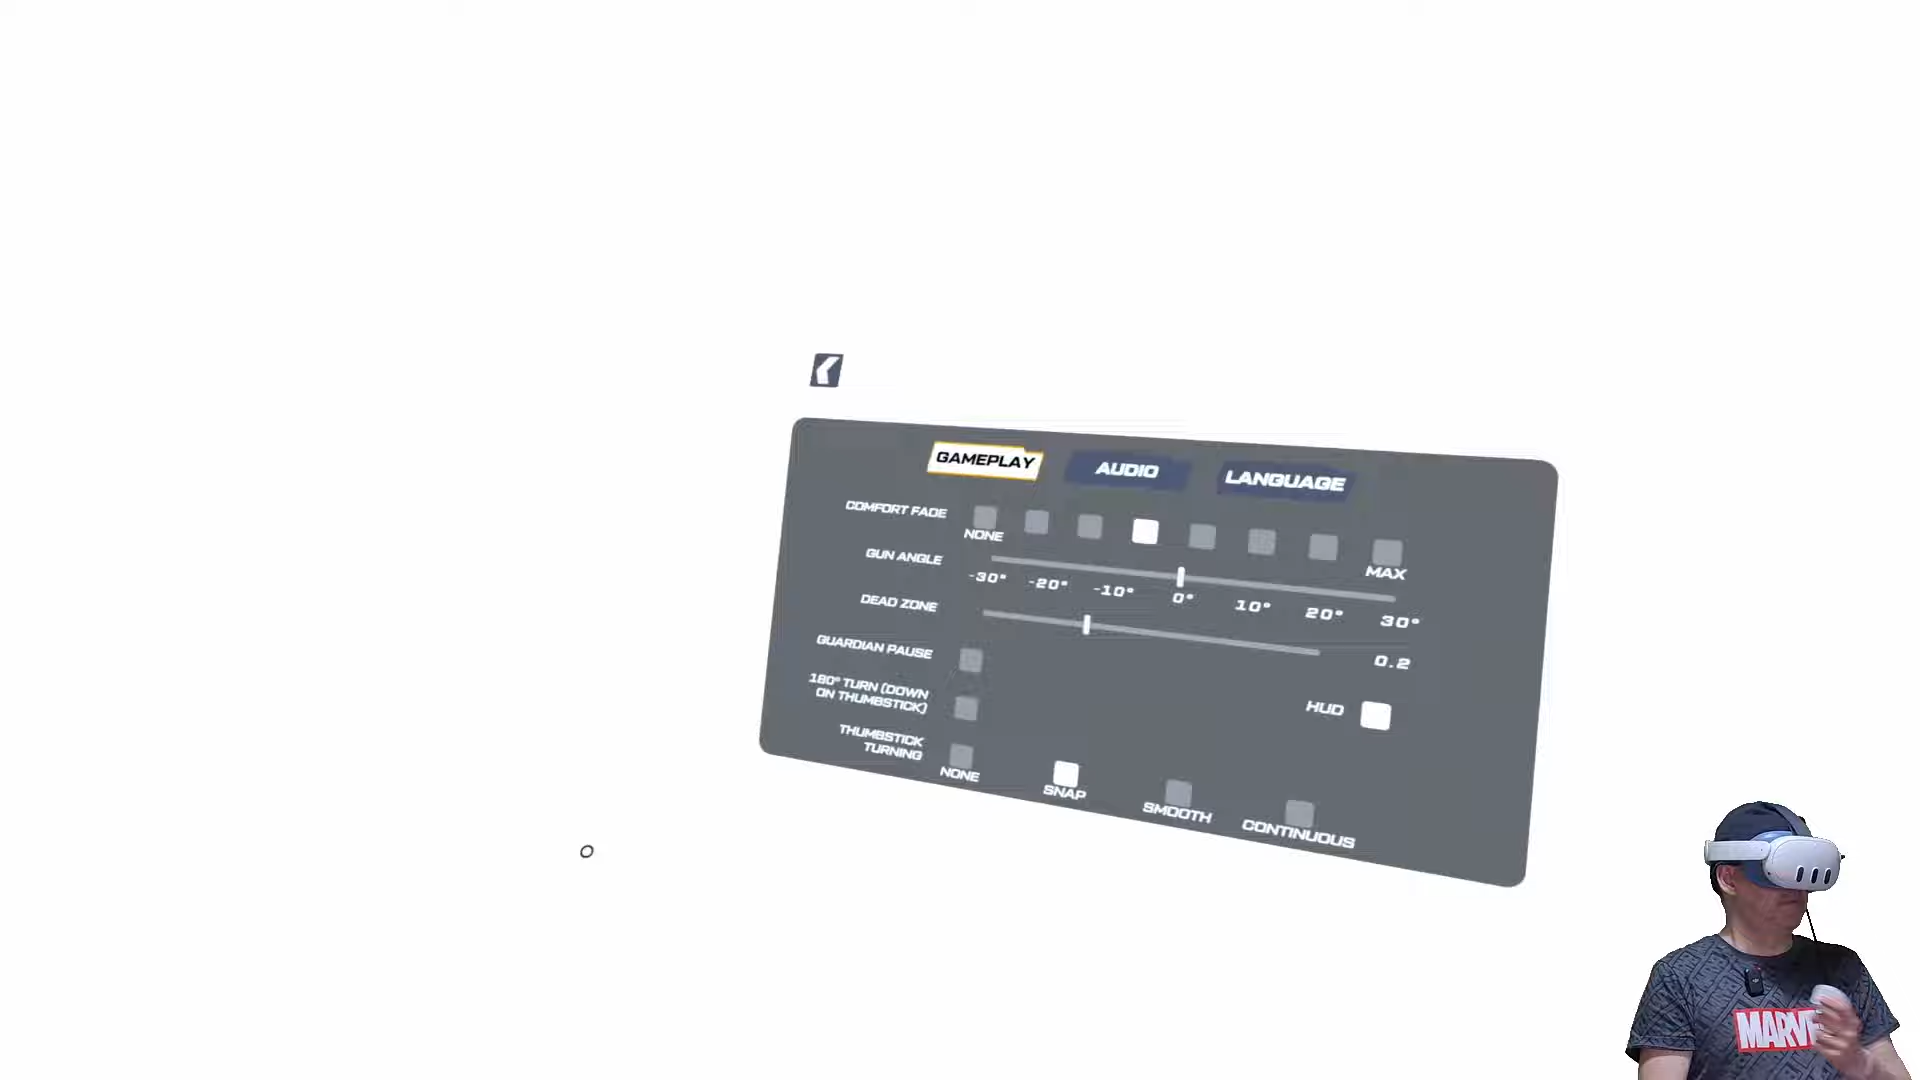 GAMEPLAY AUDIO LANGUAGE
COMFORT FADE
NONE MAX
GUN ANGLE
-30° -20° -10° 0° 10° 20° 30°
DEAD ZONE
0.2
GUARDIAN PAUSE
180° TURN (DOWN
ON THUMBSTICK)
HUD
THUMBSTICK
TURNING
NONE SNAP SMOOTH CONTINUOUS